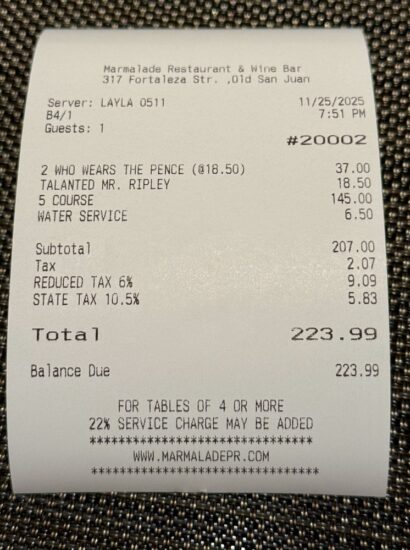 Marmalade Restaurant & Wine Bar
317 Fortaleza Str. ,Old San Juan
Server: LAYLA 0511 11/25/2025
B4/1 7:51 PM
Guests: 1
#20002
2 WHO WEARS THE PENCE (@18.50) 37.00
TALANTED MR. RIPLEY 18.50
5 COURSE 145.00
WATER SERVICE 6.50
Subtotal 207.00
Tax 2.07
REDUCED TAX 6% 9.09
STATE TAX 10.5% 5.83
Total 223.99
Balance Due 223.99
FOR TABLES OF 4 OR MORE
22% SERVICE CHARGE MAY BE ADDED
*******************************
WWW.MARMALADEPR.COM
*******************************